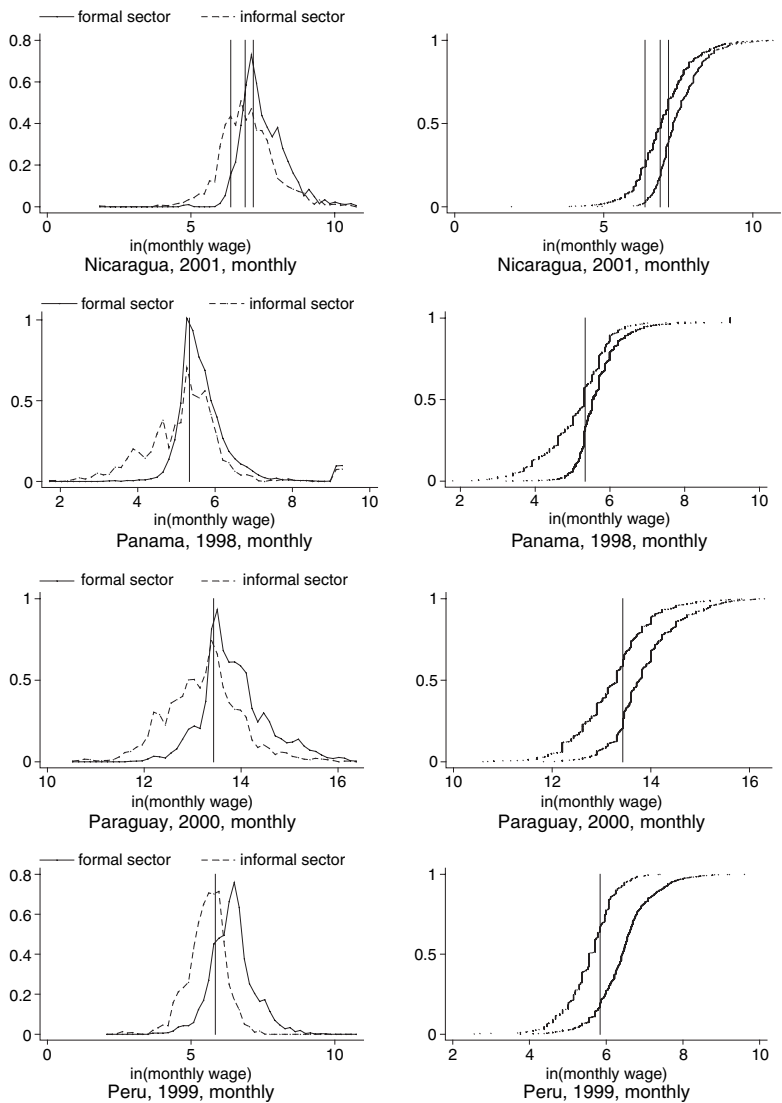 formal sector informal sector
0.8
0.6
0.4
0.2
0
0 5 10
in(monthly wage)
Nicaragua, 2001, monthly
1
0.5
0
0 5 10
in(monthly wage)
Nicaragua, 2001, monthly
formal sector informal sector
1
0.5
0
2 4 6 8 10
in(monthly wage)
Panama, 1998, monthly
1
0.5
0
2 4 6 8 10
in(monthly wage)
Panama, 1998, monthly
formal sector informal sector
1
0.5
0
10 12 14 16
in(monthly wage)
Paraguay, 2000, monthly
1
0.5
0
10 12 14 16
in(monthly wage)
Paraguay, 2000, monthly
formal sector informal sector
0.8
0.6
0.4
0.2
0
0 5 10
in(monthly wage)
Peru, 1999, monthly
1
0.5
0
2 4 6 8 10
in(monthly wage)
Peru, 1999, monthly